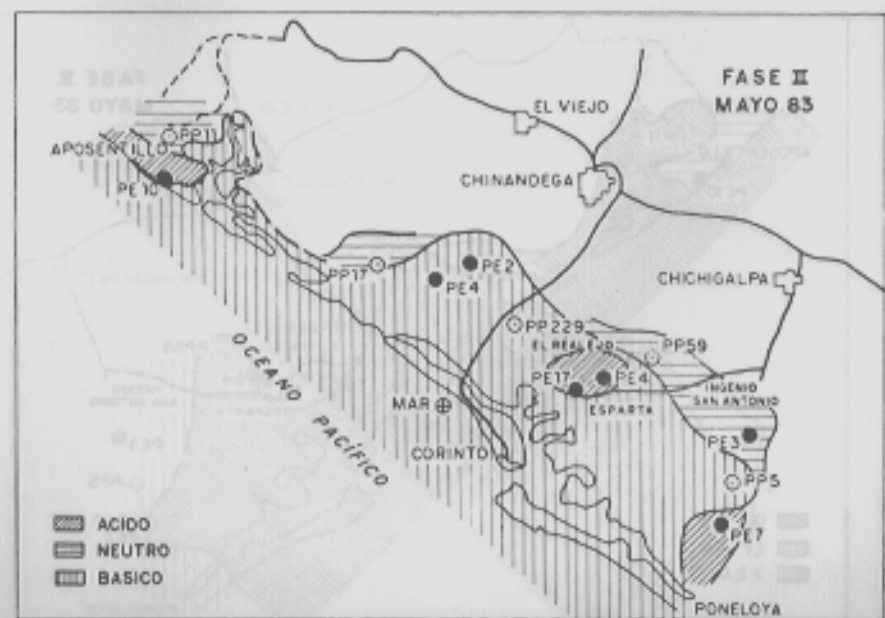 FASE II
MAYO 83
EL VIEJO
PP11
APOSENTILLO
PE10
CHINANDEGA
PP17
PE2
PE4
CHICHIGALPA
PP229
EL REALEJO
PP59
PE17
PE4
ESPARTA
INGENIO
SAN ANTONIO
OCEANO PACÍFICO
MAR
CORINTO
PE3
PP5
PE7
ACIDO
NEUTRO
BASICO
PONELOYA